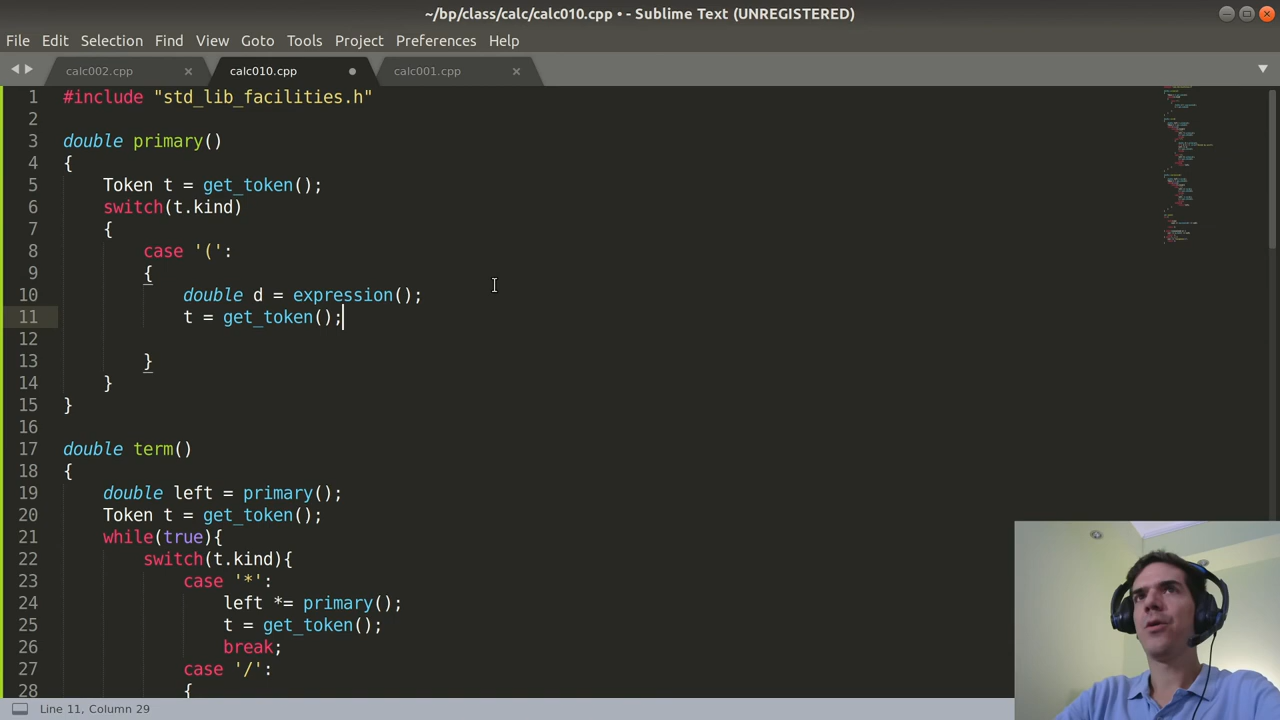 ~/bp/class/calc/calc010.cpp • - Sublime Text (UNREGISTERED)
File Edit Selection Find View Goto Tools Project Preferences Help
calc002.cpp calc010.cpp calc001.cpp
1 #include "std_lib_facilities.h"
2
3 double primary()
4 {
5 Token t = get_token();
6 switch(t.kind)
7 {
8 case '(':
9 {
10 double d = expression();
11 t = get_token();
12
13 }
14 }
15 }
16
17 double term()
18 {
19 double left = primary();
20 Token t = get_token();
21 while(true){
22 switch(t.kind){
23 case '*':
24 left *= primary();
25 t = get_token();
26 break;
27 case '/':
28 {
Line 11, Column 29